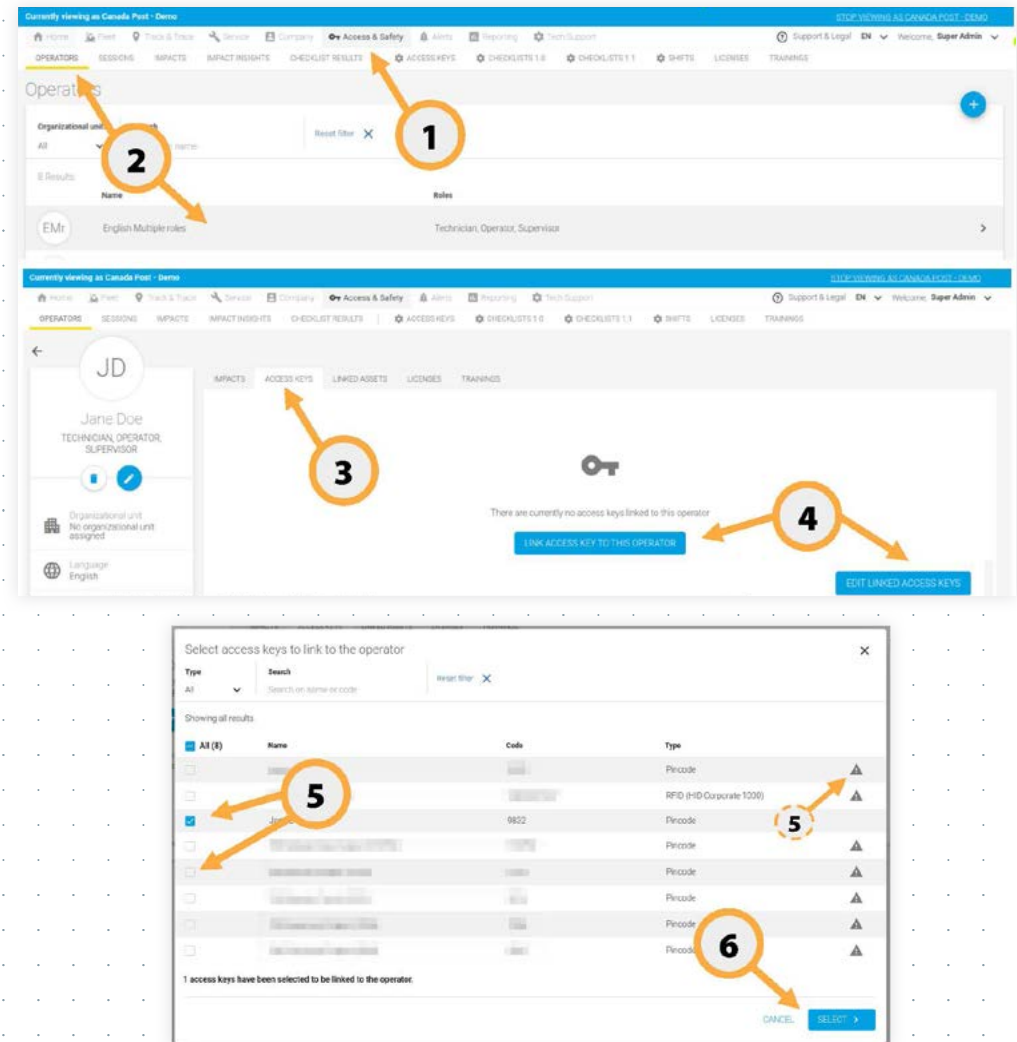 Currently viewing as Canada Post - Demo STOP VIEWING AS CANADA POST - DEMO
Home Fleet Track & Trace Service Company Access & Safety Alerts Reporting Tech Support Support & Legal EN Welcome, Super Admin
OPERATORS SESSIONS IMPACTS IMPACT INSIGHTS CHECKLIST RESULTS ACCESS KEYS CHECKLISTS 1.0 CHECKLISTS 1.1 SHIFTS LICENSES TRAININGS
Operators
1
Organizational unit
Reset filter
All name
2
8 Results
Name Roles
EMr English Multiple roles Technician, Operator, Supervisor
Currently viewing as Canada Post - Demo STOP VIEWING AS CANADA POST - DEMO
Home Fleet Track & Trace Service Company Access & Safety Alerts Reporting Tech Support Support & Legal EN Welcome, Super Admin
OPERATORS SESSIONS IMPACTS IMPACT INSIGHTS CHECKLIST RESULTS ACCESS KEYS CHECKLISTS 1.0 CHECKLISTS 1.1 SHIFTS LICENSES TRAININGS
JD
IMPACTS ACCESS KEYS LINKED ASSETS LICENSES TRAININGS
Jane Doe
TECHNICIAN, OPERATOR,
SUPERVISOR
3
Organizational unit
No organizational unit
assigned
Language
English
There are currently no access keys linked to this operator
4
LINK ACCESS KEY TO THIS OPERATOR
EDIT LINKED ACCESS KEYS
Select access keys to link to the operator
Type Search
All Search on name or code Reset filter
Showing all results
All (8) Name Code Type
Pincode
RFID (HID Corporate 1000)
5
9832 Pincode
5
Pincode
Pincode
Pincode
Pincode
Pincode
6
1 access keys have been selected to be linked to the operator.
CANCEL SELECT